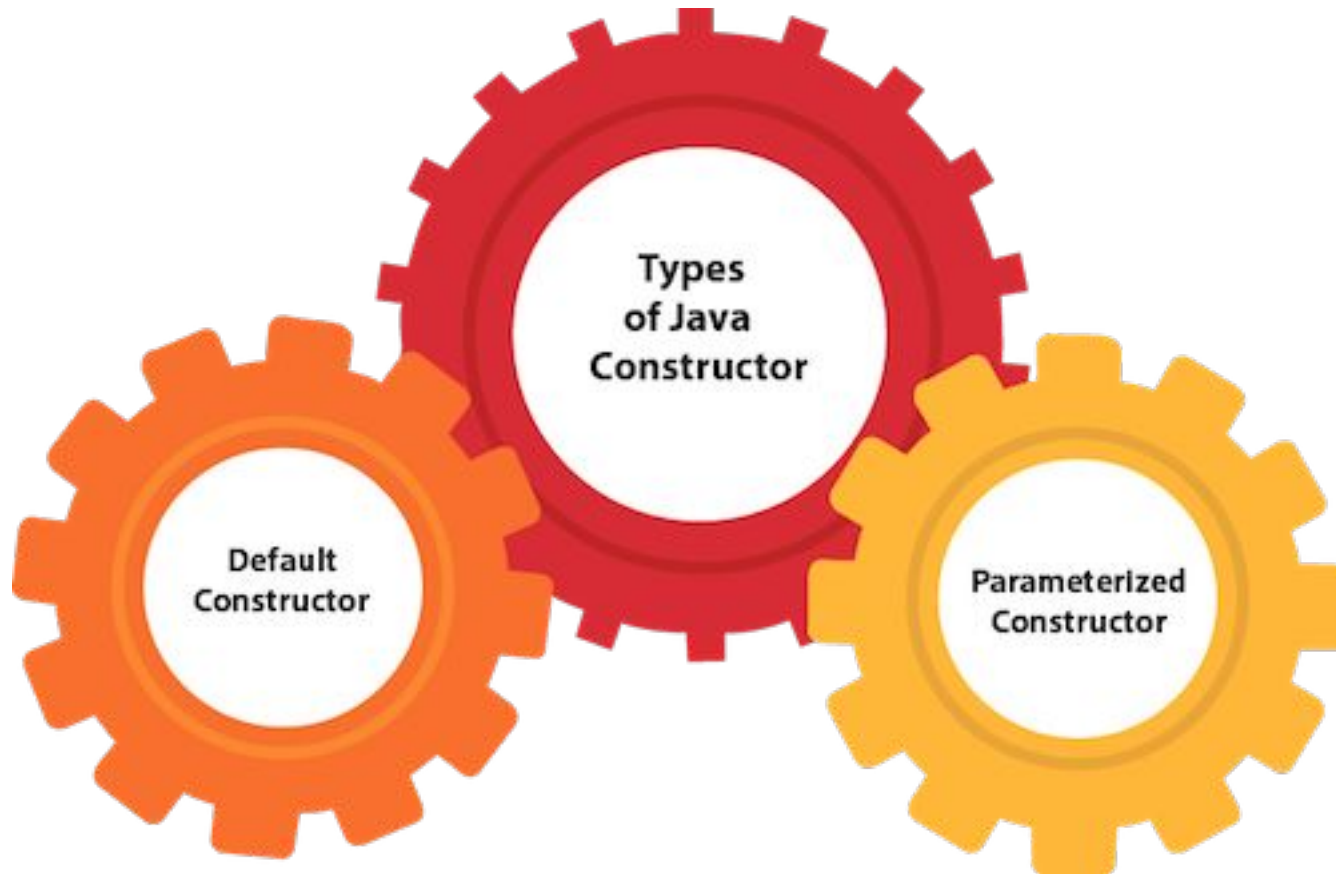 Types
of Java
Constructor
Default
Constructor
Parameterized
Constructor